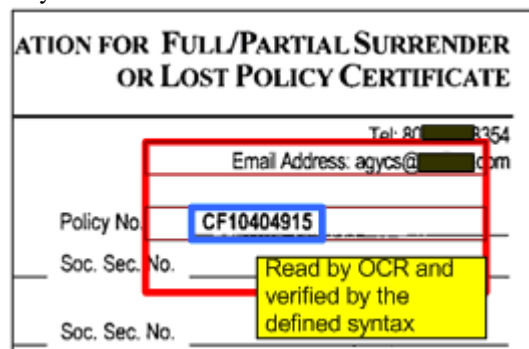 ATION FOR FULL/PARTIAL SURRENDER
OR LOST POLICY CERTIFICATE
Tel: 80 8354
Email Address: agycs@ .com
Policy No. CF10404915
Soc. Sec. No.
Read by OCR and
verified by the
defined syntax
Soc. Sec. No.